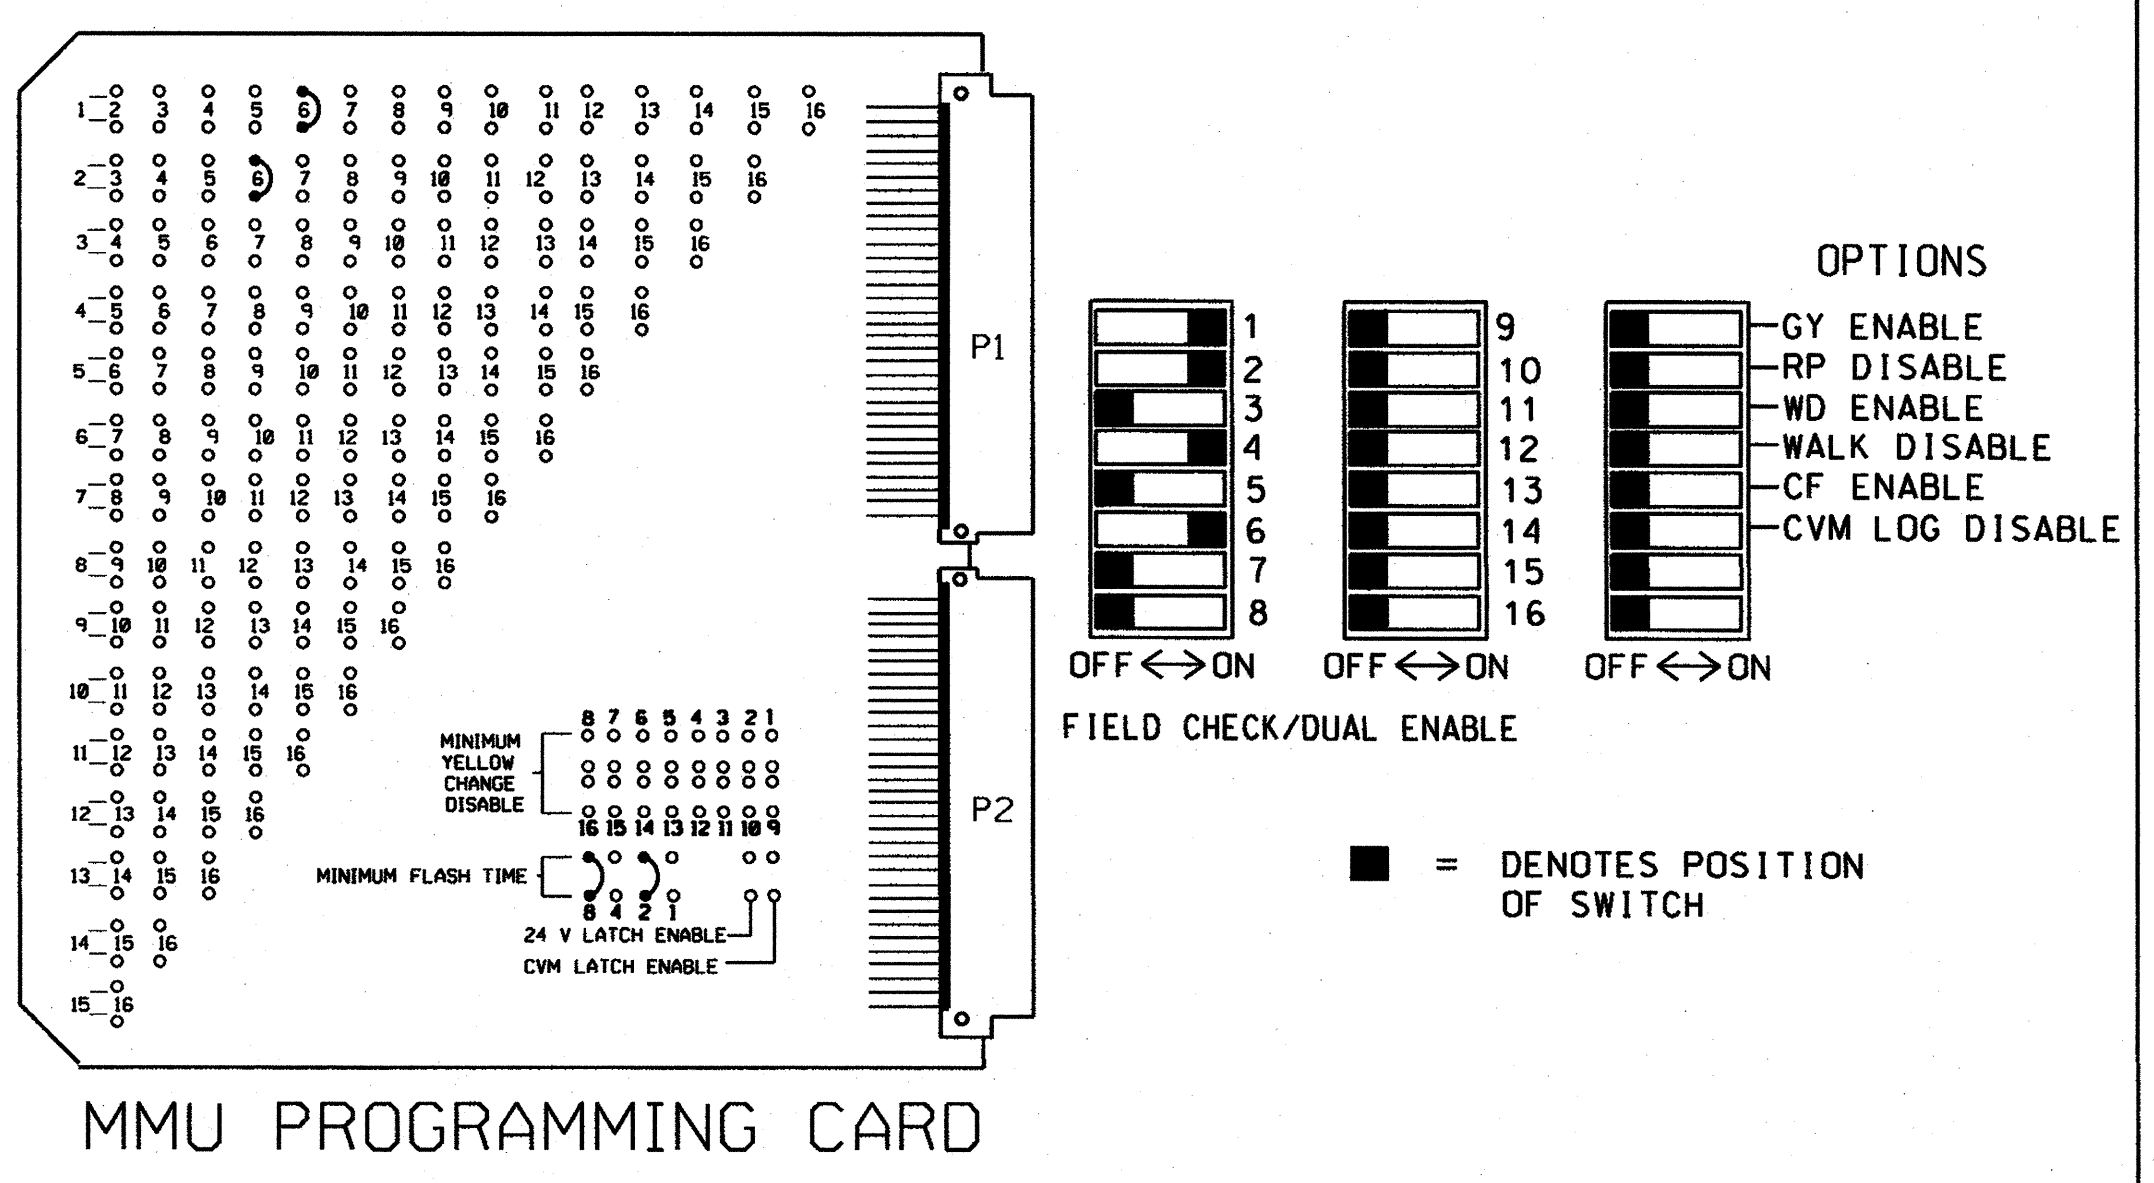 1 2 3 4 5 6 7 8 9 10 11 12 13 14 15 16
2 3 4 5 6 7 8 9 10 11 12 13 14 15 16
3 4 5 6 7 8 9 10 11 12 13 14 15 16
4 5 6 7 8 9 10 11 12 13 14 15 16
5 6 7 8 9 10 11 12 13 14 15 16
6 7 8 9 10 11 12 13 14 15 16
7 8 9 10 11 12 13 14 15 16
8 9 10 11 12 13 14 15 16
9 10 11 12 13 14 15 16
10 11 12 13 14 15 16
11 12 13 14 15 16
12 13 14 15 16
13 14 15 16
14 15 16
15 16
8 7 6 5 4 3 2 1
MINIMUM
YELLOW
CHANGE
DISABLE
16 15 14 13 12 11 10 9
MINIMUM FLASH TIME
8 4 2 1
24 V LATCH ENABLE
CVM LATCH ENABLE
P1
P2
MMU PROGRAMMING CARD
1
2
3
4
5
6
7
8
OFF ↔ ON
9
10
11
12
13
14
15
16
OFF ↔ ON
FIELD CHECK/DUAL ENABLE
OPTIONS
GY ENABLE
RP DISABLE
WD ENABLE
WALK DISABLE
CF ENABLE
CVM LOG DISABLE
OFF ↔ ON
= DENOTES POSITION
OF SWITCH